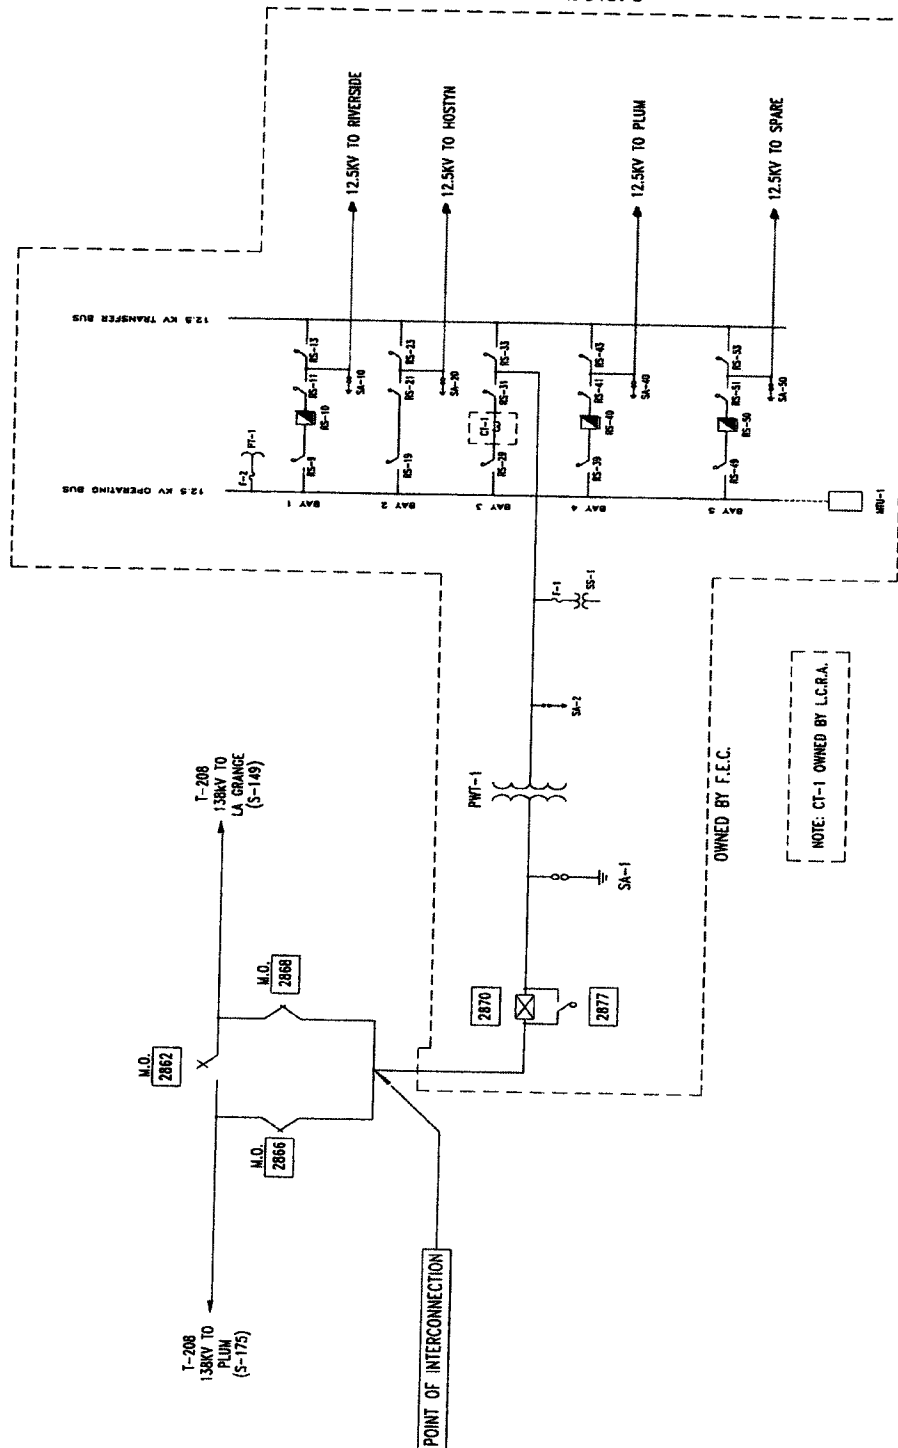 12.5KV TO RIVERSIDE
12.5KV TO HOSTYN
12.5KV TO PLUM
12.5KV TO SPARE
12.5 KV TRANSFER BUS
RS-13
RS-11
RS-10
RS-9
SA-10
RS-23
RS-21
RS-19
SA-20
RS-33
RS-31
CT-1
RS-29
RS-43
RS-41
RS-40
RS-39
SA-40
RS-53
RS-51
RS-50
RS-49
SA-50
F-2
PT-1
12.5 KV OPERATING BUS
BAY 1
BAY 2
BAY 3
BAY 4
BAY 5
MRU-1
F-1
SS-1
SA-2
PWT-1
SA-1
OWNED BY F.E.C.
NOTE: CT-1 OWNED BY L.C.R.A.
T-208
138kV TO
LA GRANGE
(S-149)
M.O.
2868
M.O.
2862
M.O.
2866
2870
2877
T-208
138KV TO
PLUM
(S-175)
POINT OF INTERCONNECTION